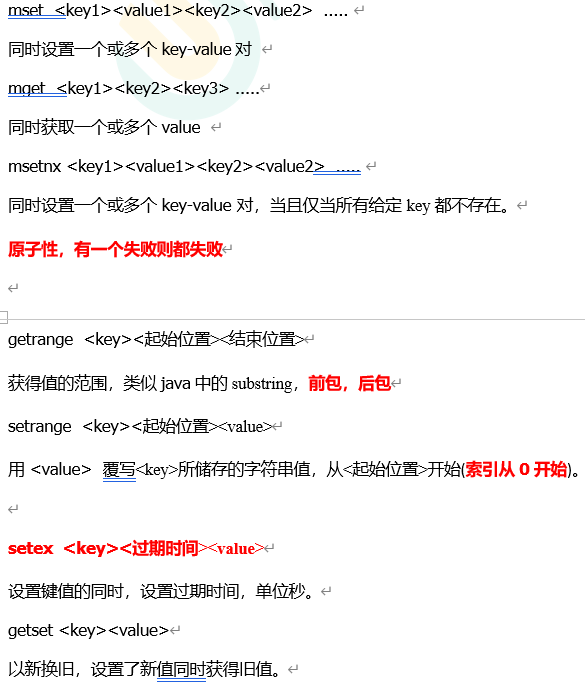 mset <key1><value1><key2><value2> .....
同时设置一个或多个 key-value 对
mget <key1><key2><key3> .....
同时获取一个或多个 value
msetnx <key1><value1><key2><value2> .....
同时设置一个或多个 key-value 对，当且仅当所有给定 key 都不存在。
原子性，有一个失败则都失败
getrange <key><起始位置><结束位置>
获得值的范围，类似 java 中的 substring，前包，后包
setrange <key><起始位置><value>
用 <value> 覆写<key>所储存的字符串值，从<起始位置>开始(索引从 0 开始)。
setex <key><过期时间><value>
设置键值的同时，设置过期时间，单位秒。
getset <key><value>
以新换旧，设置了新值同时获得旧值。